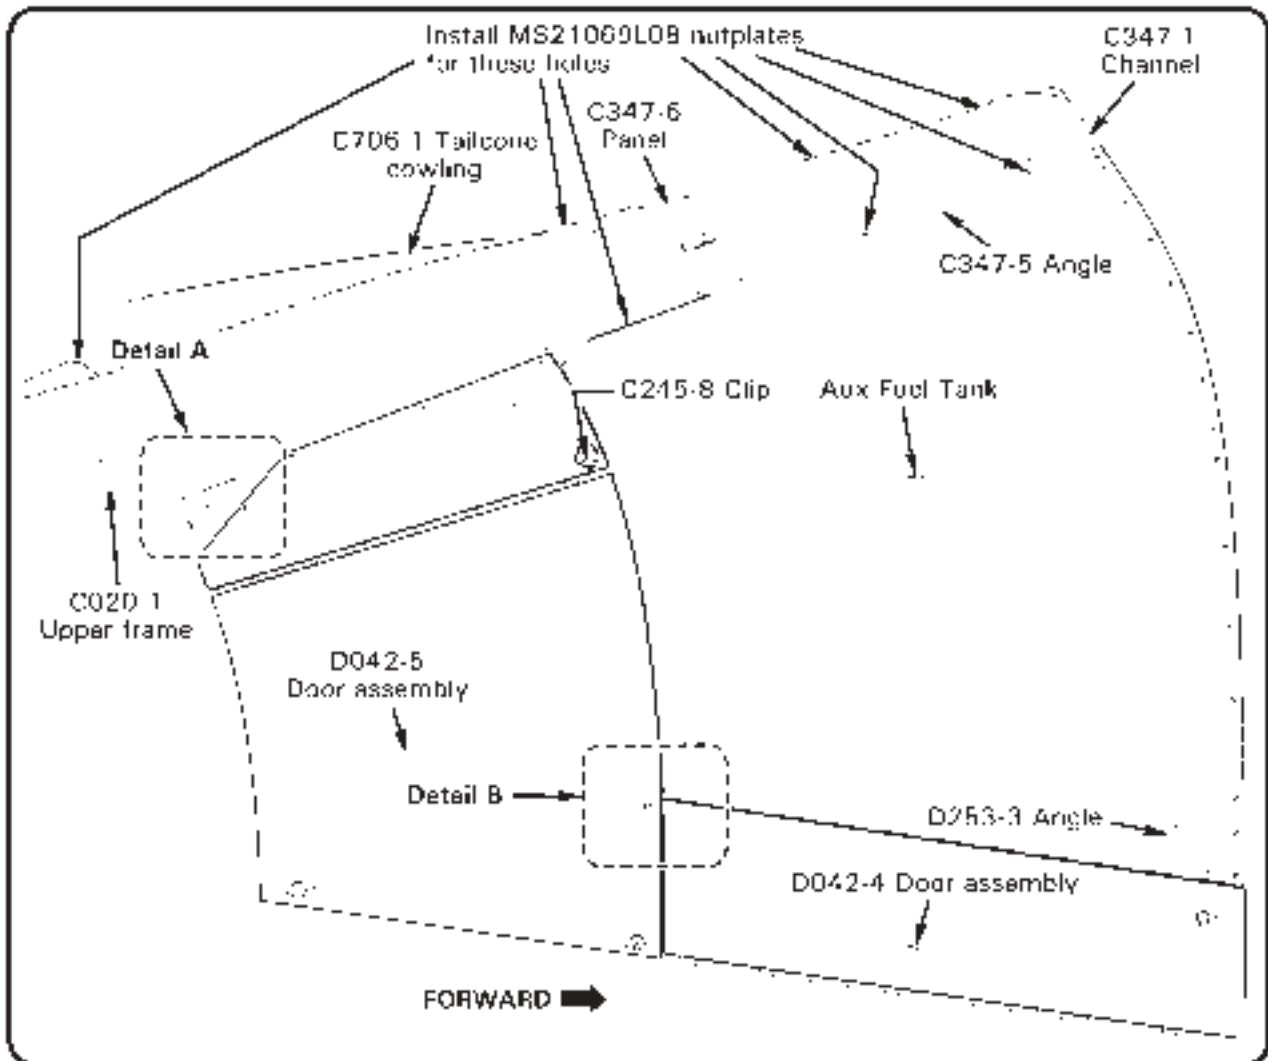 Install MS21069L08 nutplates
for these holes
C347-1
Channel
C347-6
Panel
C706-1 Tailcone
cowling
C347-5 Angle
Detail A
C245-8 Clip
Aux Fuel Tank
C020-1
Upper frame
D042-5
Door assembly
Detail B
D253-3 Angle
D042-4 Door assembly
FORWARD